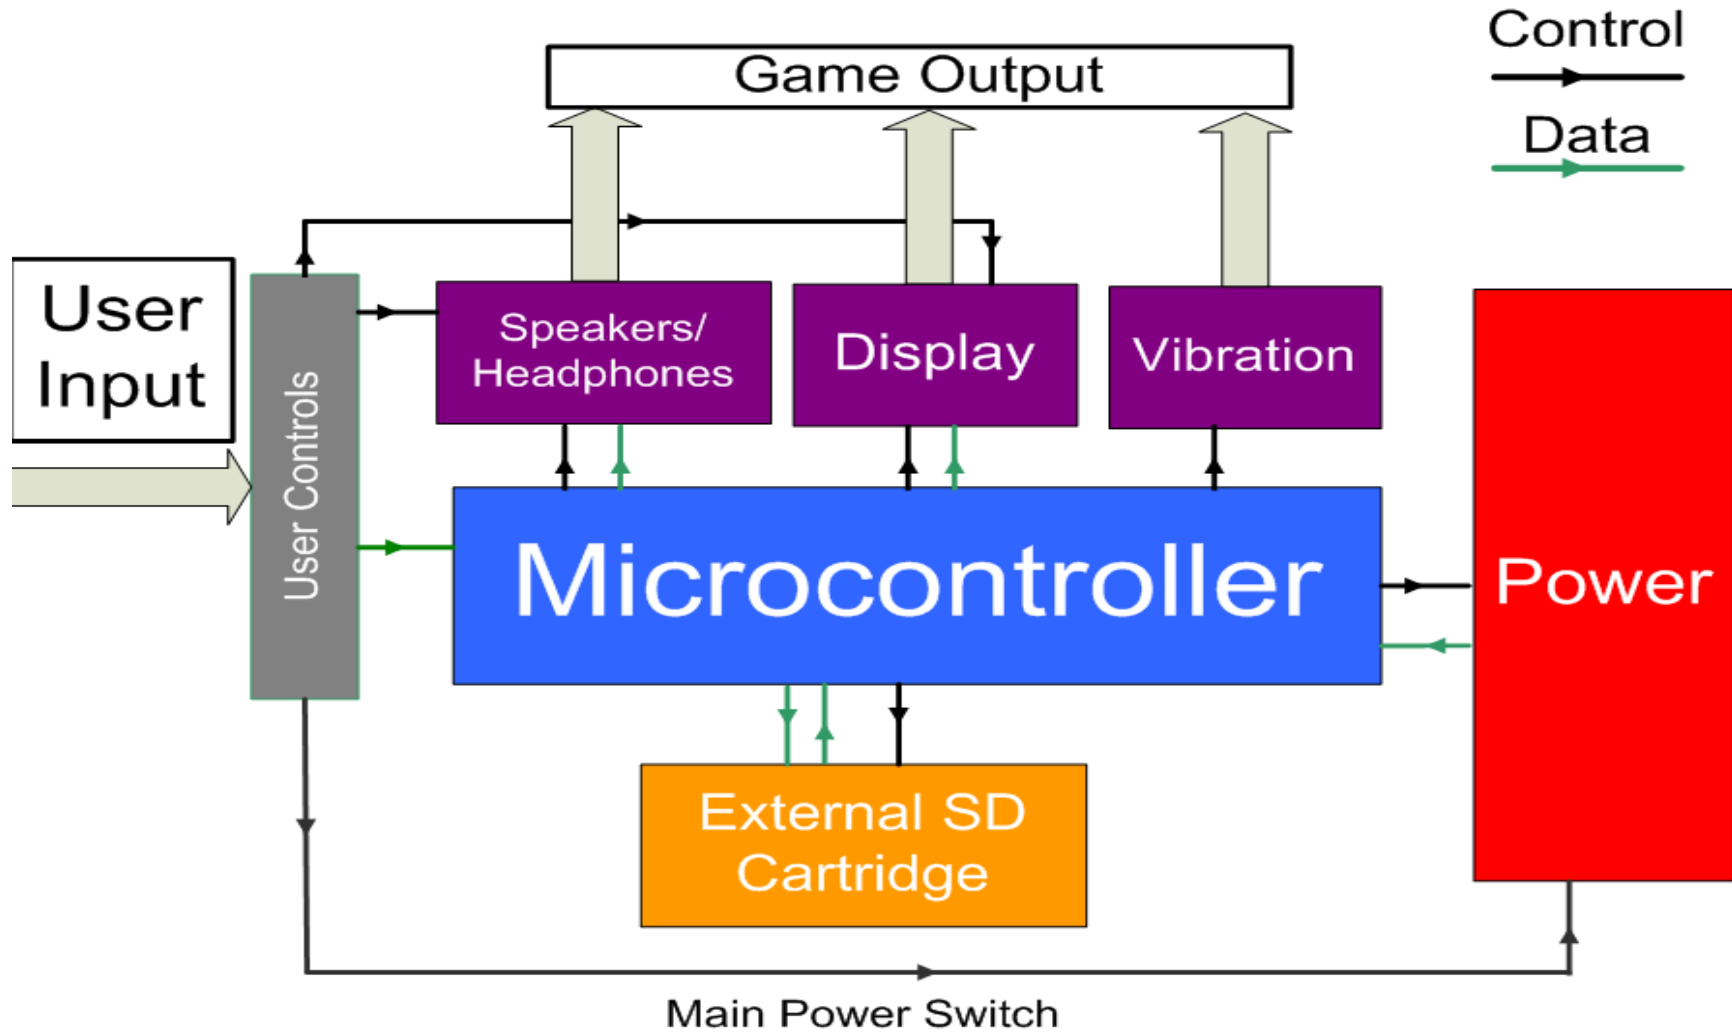 Control
Data
Game Output
User
Input
User Controls
Speakers/
Headphones
Display
Vibration
Microcontroller
Power
External SD
Cartridge
Main Power Switch